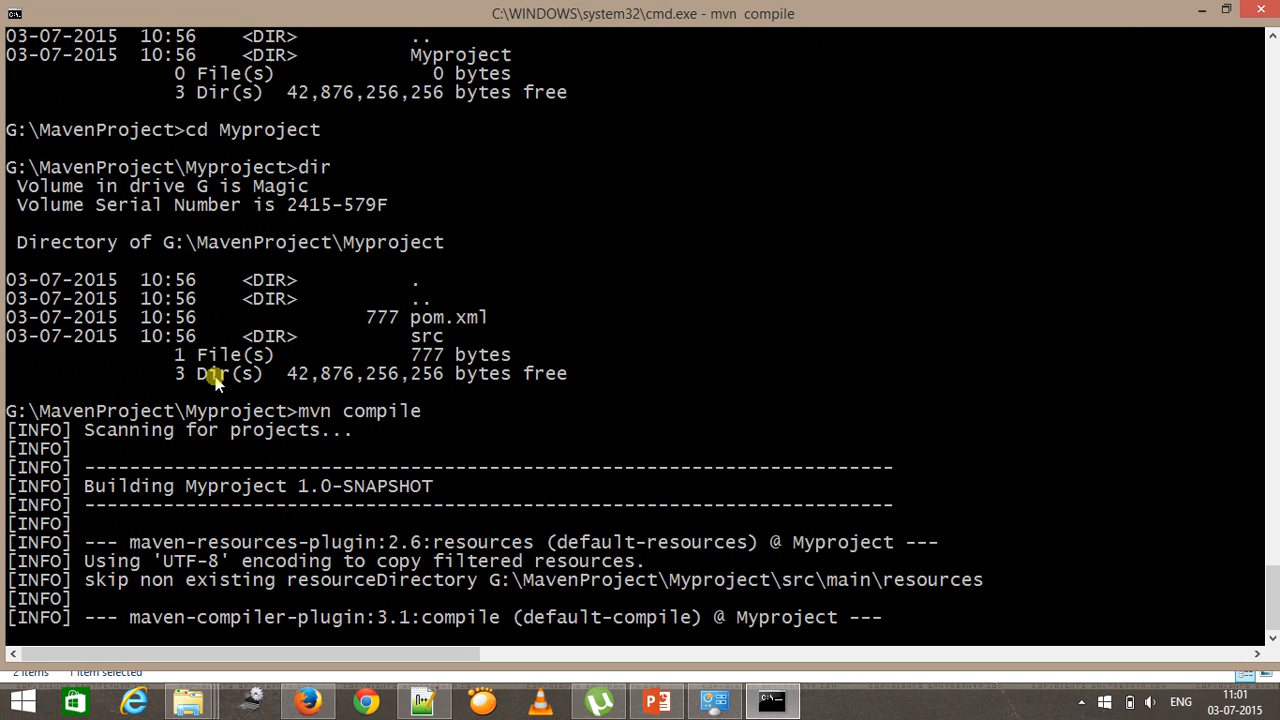 C:\WINDOWS\system32\cmd.exe - mvn  compile
03-07-2015  10:56    <DIR>          ..
03-07-2015  10:56    <DIR>          Myproject
0 File(s)              0 bytes
3 Dir(s)  42,876,256,256 bytes free
G:\MavenProject>cd Myproject
G:\MavenProject\Myproject>dir
Volume in drive G is Magic
Volume Serial Number is 2415-579F
Directory of G:\MavenProject\Myproject
03-07-2015  10:56    <DIR>          .
03-07-2015  10:56    <DIR>          ..
03-07-2015  10:56               777 pom.xml
03-07-2015  10:56    <DIR>          src
1 File(s)            777 bytes
3 Dir(s)  42,876,256,256 bytes free
G:\MavenProject\Myproject>mvn compile
[INFO] Scanning for projects...
[INFO]
[INFO] ------------------------------------------------------------------------
[INFO] Building Myproject 1.0-SNAPSHOT
[INFO] ------------------------------------------------------------------------
[INFO]
[INFO] --- maven-resources-plugin:2.6:resources (default-resources) @ Myproject ---
[INFO] Using 'UTF-8' encoding to copy filtered resources.
[INFO] skip non existing resourceDirectory G:\MavenProject\Myproject\src\main\resources
[INFO]
[INFO] --- maven-compiler-plugin:3.1:compile (default-compile) @ Myproject ---
2 items    1 item selected
ENG
11:01
03-07-2015